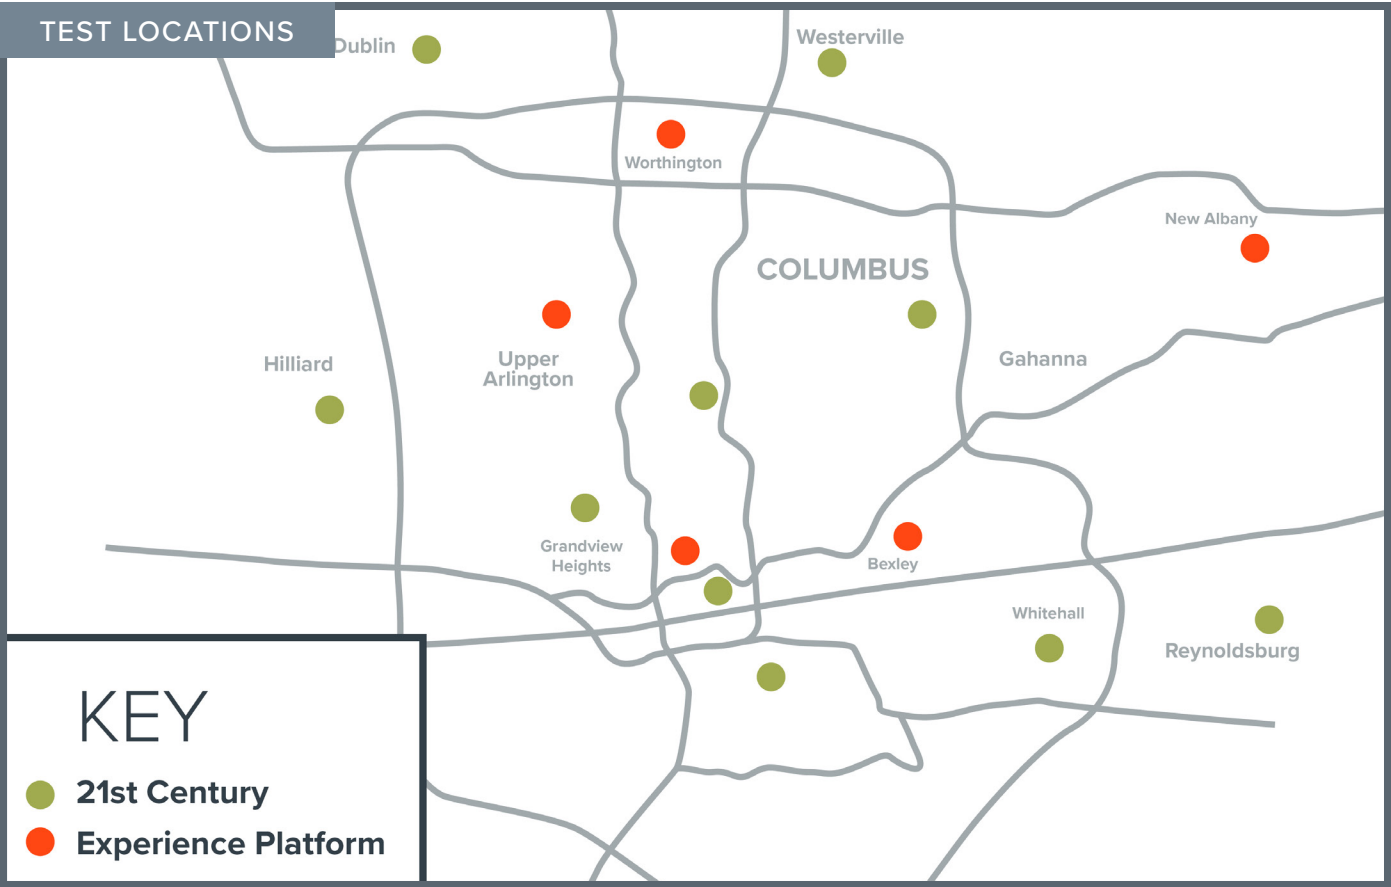 TEST LOCATIONS
Dublin
Westerville
Worthington
New Albany
COLUMBUS
Hilliard
Upper
Arlington
Gahanna
Grandview
Heights
Bexley
Whitehall
Reynoldsburg
KEY
21st Century
Experience Platform